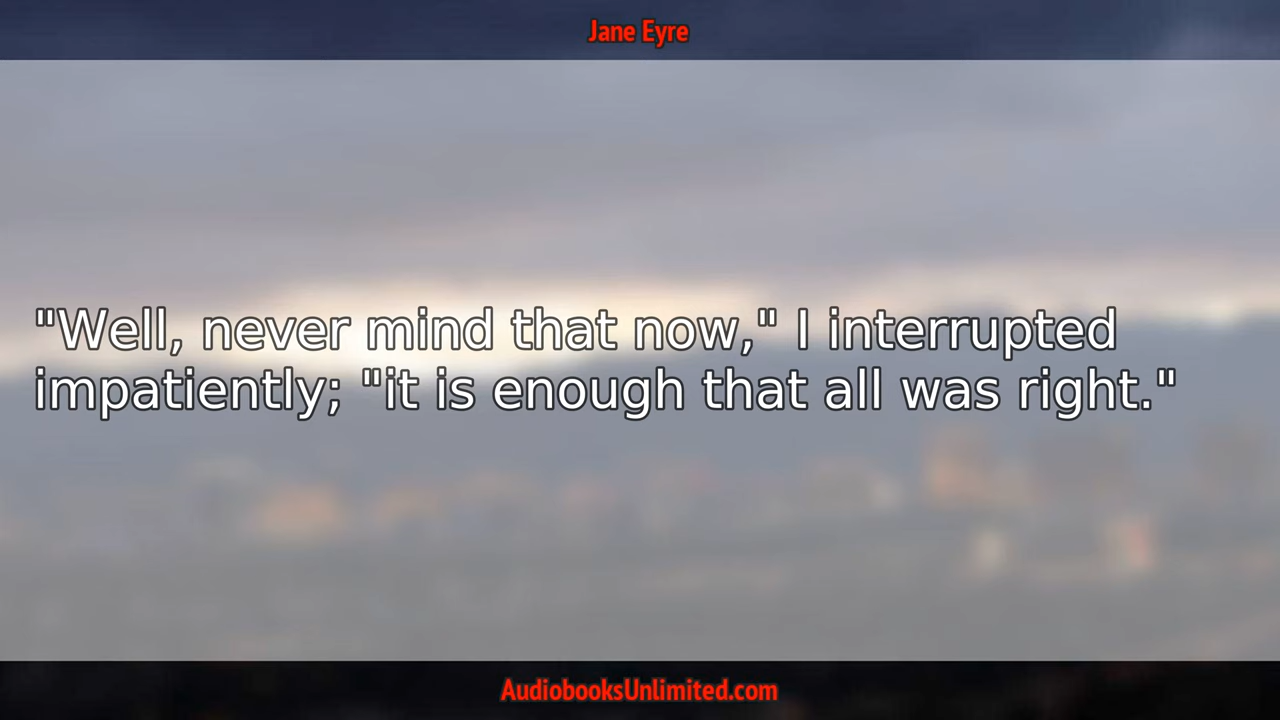 Jane Eyre
"Well, never mind that now," I interrupted
impatiently; "it is enough that all was right."
AudiobooksUnlimited.com